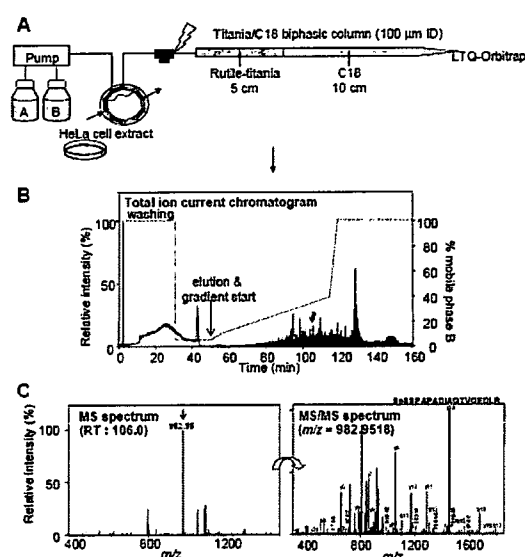 A
Titania/C18 biphasic column (100 µm ID)
LTQ-Orbitrap
Pump
Rutile-titania
5 cm
C18
10 cm
A
B
HeLa cell extract
B
Total ion current chromatogram
washing
elution &
gradient start
Relative intensity (%)
100
50
0
% mobile phase B
100
80
60
40
20
0
0 20 40 60 80 100 120 140 160
Time (min)
C
MS spectrum
(RT : 106.0)
MS/MS spectrum
(m/z = 982.9518)
Relative intensity (%)
100
50
0
400 800 1200
m/z
400 800 1200 1600
m/z